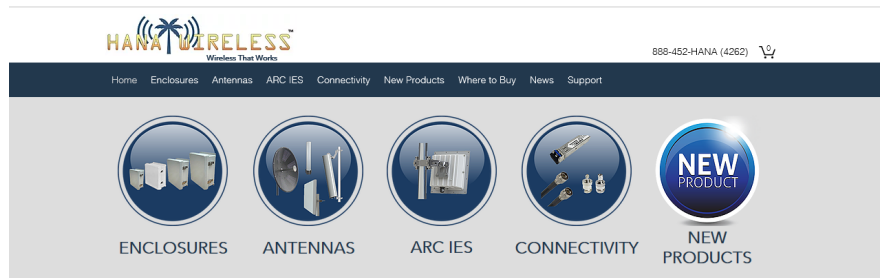 HANA WIRELESS™
Wireless That Works
888-452-HANA (4262) 0
Home Enclosures Antennas ARC IES Connectivity New Products Where to Buy News Support
NEW
PRODUCT
ENCLOSURES ANTENNAS ARC IES CONNECTIVITY NEW
PRODUCTS